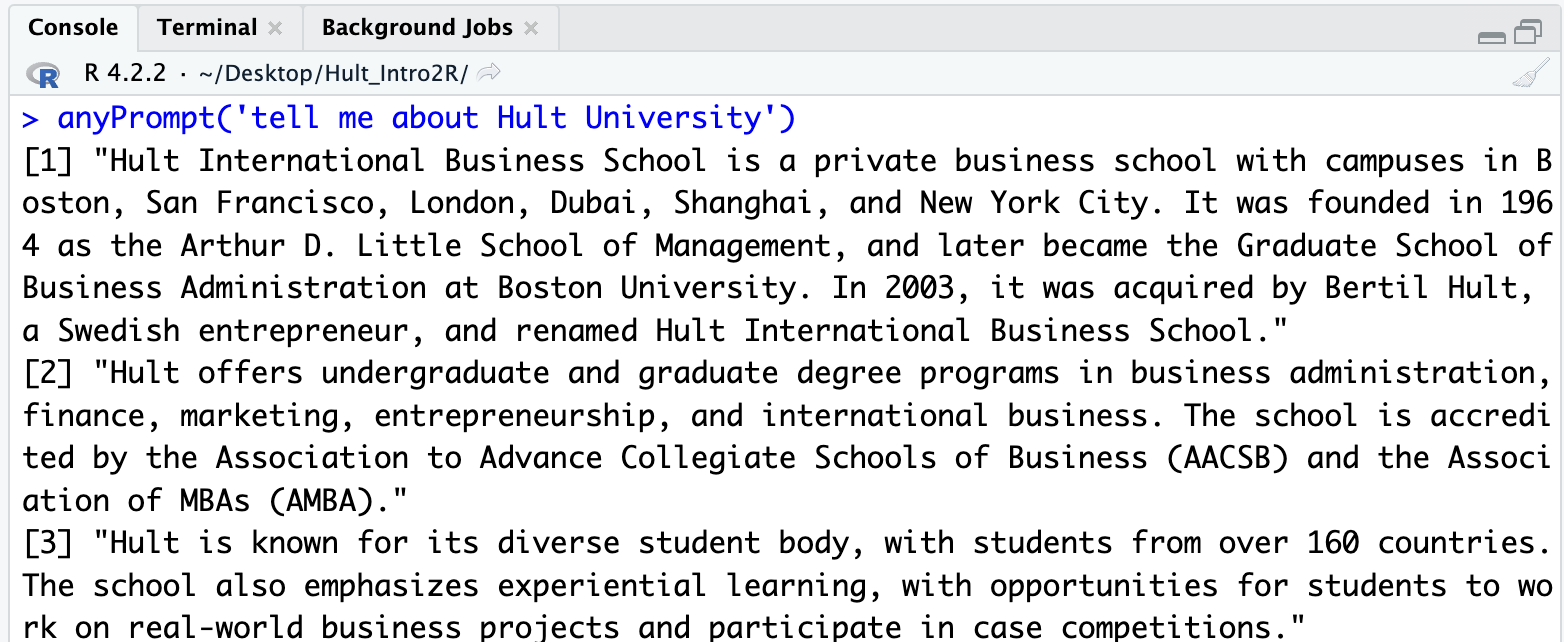 Console Terminal Background Jobs
R R 4.2.2 · ~/Desktop/Hult_Intro2R/
> anyPrompt('tell me about Hult University')
[1] "Hult International Business School is a private business school with campuses in B
oston, San Francisco, London, Dubai, Shanghai, and New York City. It was founded in 196
4 as the Arthur D. Little School of Management, and later became the Graduate School of
Business Administration at Boston University. In 2003, it was acquired by Bertil Hult,
a Swedish entrepreneur, and renamed Hult International Business School."
[2] "Hult offers undergraduate and graduate degree programs in business administration,
finance, marketing, entrepreneurship, and international business. The school is accredi
ted by the Association to Advance Collegiate Schools of Business (AACSB) and the Associ
ation of MBAs (AMBA)."
[3] "Hult is known for its diverse student body, with students from over 160 countries.
The school also emphasizes experiential learning, with opportunities for students to wo
rk on real-world business projects and participate in case competitions."